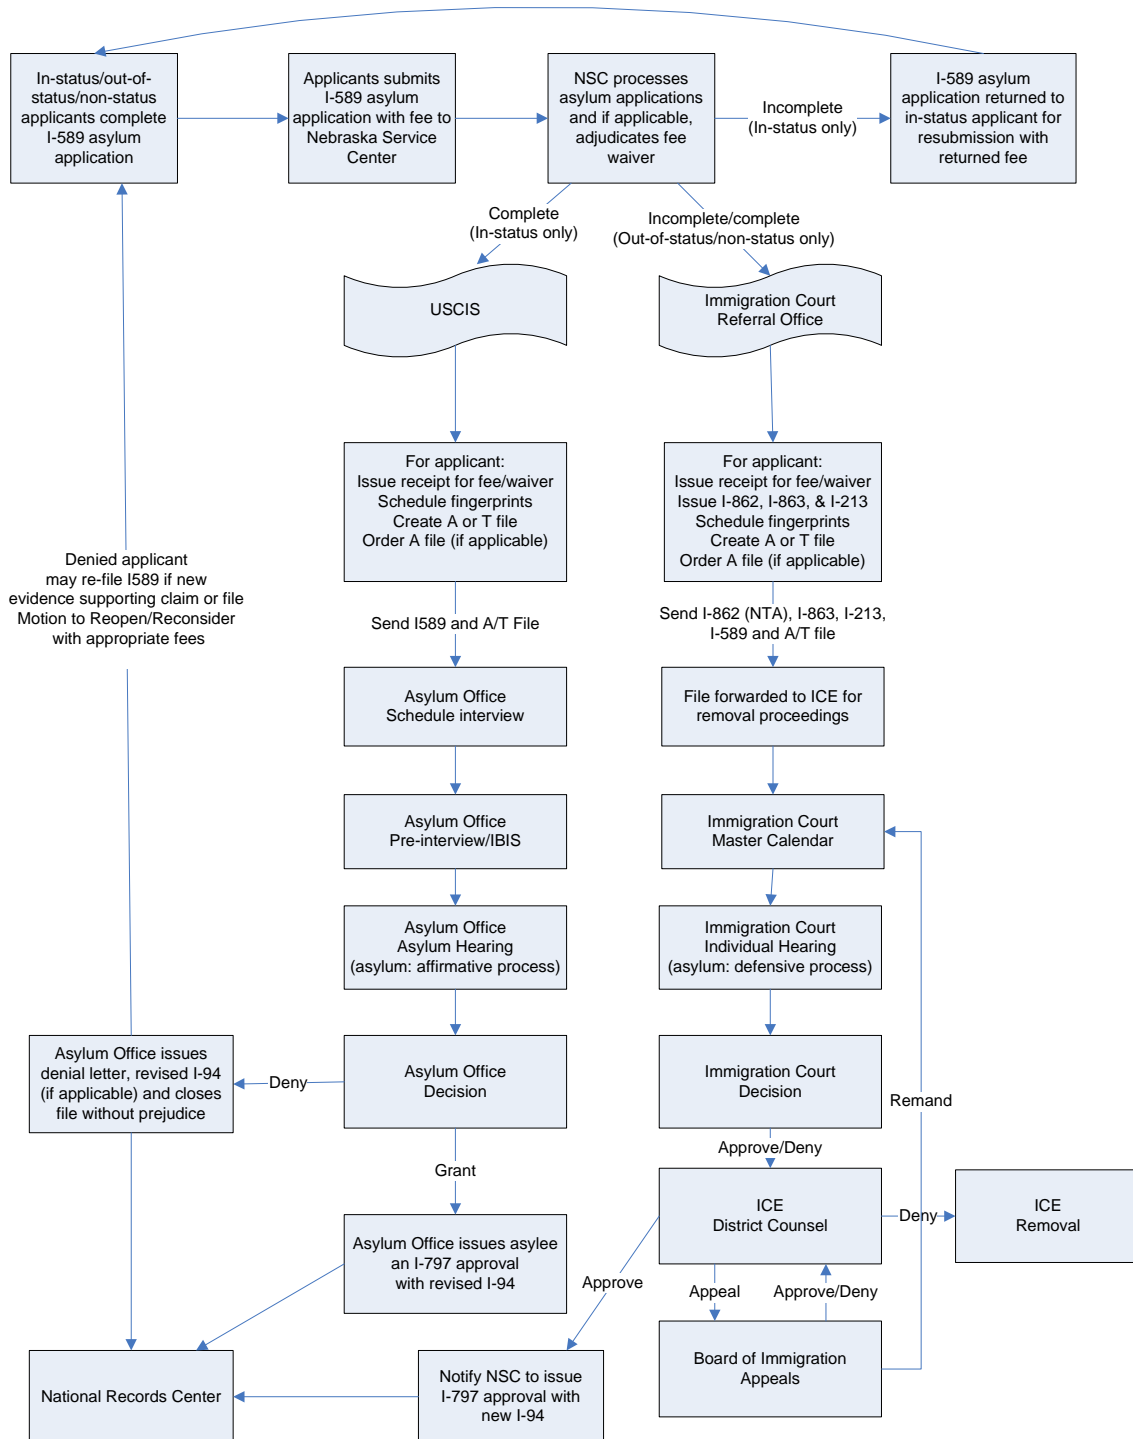 In-status/out-of-
status/non-status
applicants complete
I-589 asylum
application
Applicants submits
I-589 asylum
application with fee to
Nebraska Service
Center
NSC processes
asylum applications
and if applicable,
adjudicates fee
waiver
Incomplete
(In-status only)
I-589 asylum
application returned to
in-status applicant for
resubmission with
returned fee
Complete
(In-status only)
Incomplete/complete
(Out-of-status/non-status only)
USCIS
Immigration Court
Referral Office
For applicant:
Issue receipt for fee/waiver
Schedule fingerprints
Create A or T file
Order A file (if applicable)
For applicant:
Issue receipt for fee/waiver
Issue I-862, I-863, & I-213
Schedule fingerprints
Create A or T file
Order A file (if applicable)
Denied applicant
may re-file I589 if new
evidence supporting claim or file
Motion to Reopen/Reconsider
with appropriate fees
Send I589 and A/T File
Send I-862 (NTA), I-863, I-213,
I-589 and A/T file
Asylum Office
Schedule interview
File forwarded to ICE for
removal proceedings
Asylum Office
Pre-interview/IBIS
Immigration Court
Master Calendar
Asylum Office
Asylum Hearing
(asylum: affirmative process)
Immigration Court
Individual Hearing
(asylum: defensive process)
Asylum Office issues
denial letter, revised I-94
(if applicable) and closes
file without prejudice
Deny
Asylum Office
Decision
Immigration Court
Decision
Remand
Grant
Approve/Deny
ICE
District Counsel
Deny
ICE
Removal
Asylum Office issues asylee
an I-797 approval
with revised I-94
Approve
Appeal
Approve/Deny
National Records Center
Notify NSC to issue
I-797 approval with
new I-94
Board of Immigration
Appeals